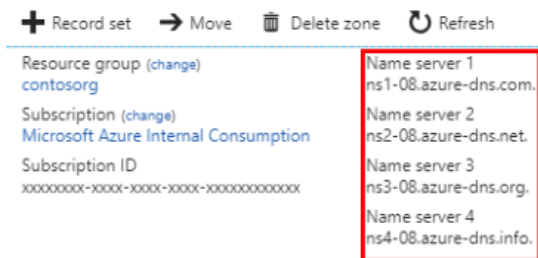 + Record set → Move Delete zone Refresh
Resource group (change)
contosorg
Subscription (change)
Microsoft Azure Internal Consumption
Subscription ID
xxxxxxxx-xxxx-xxxx-xxxx-xxxxxxxxxxxx
Name server 1
ns1-08.azure-dns.com.
Name server 2
ns2-08.azure-dns.net.
Name server 3
ns3-08.azure-dns.org.
Name server 4
ns4-08.azure-dns.info.